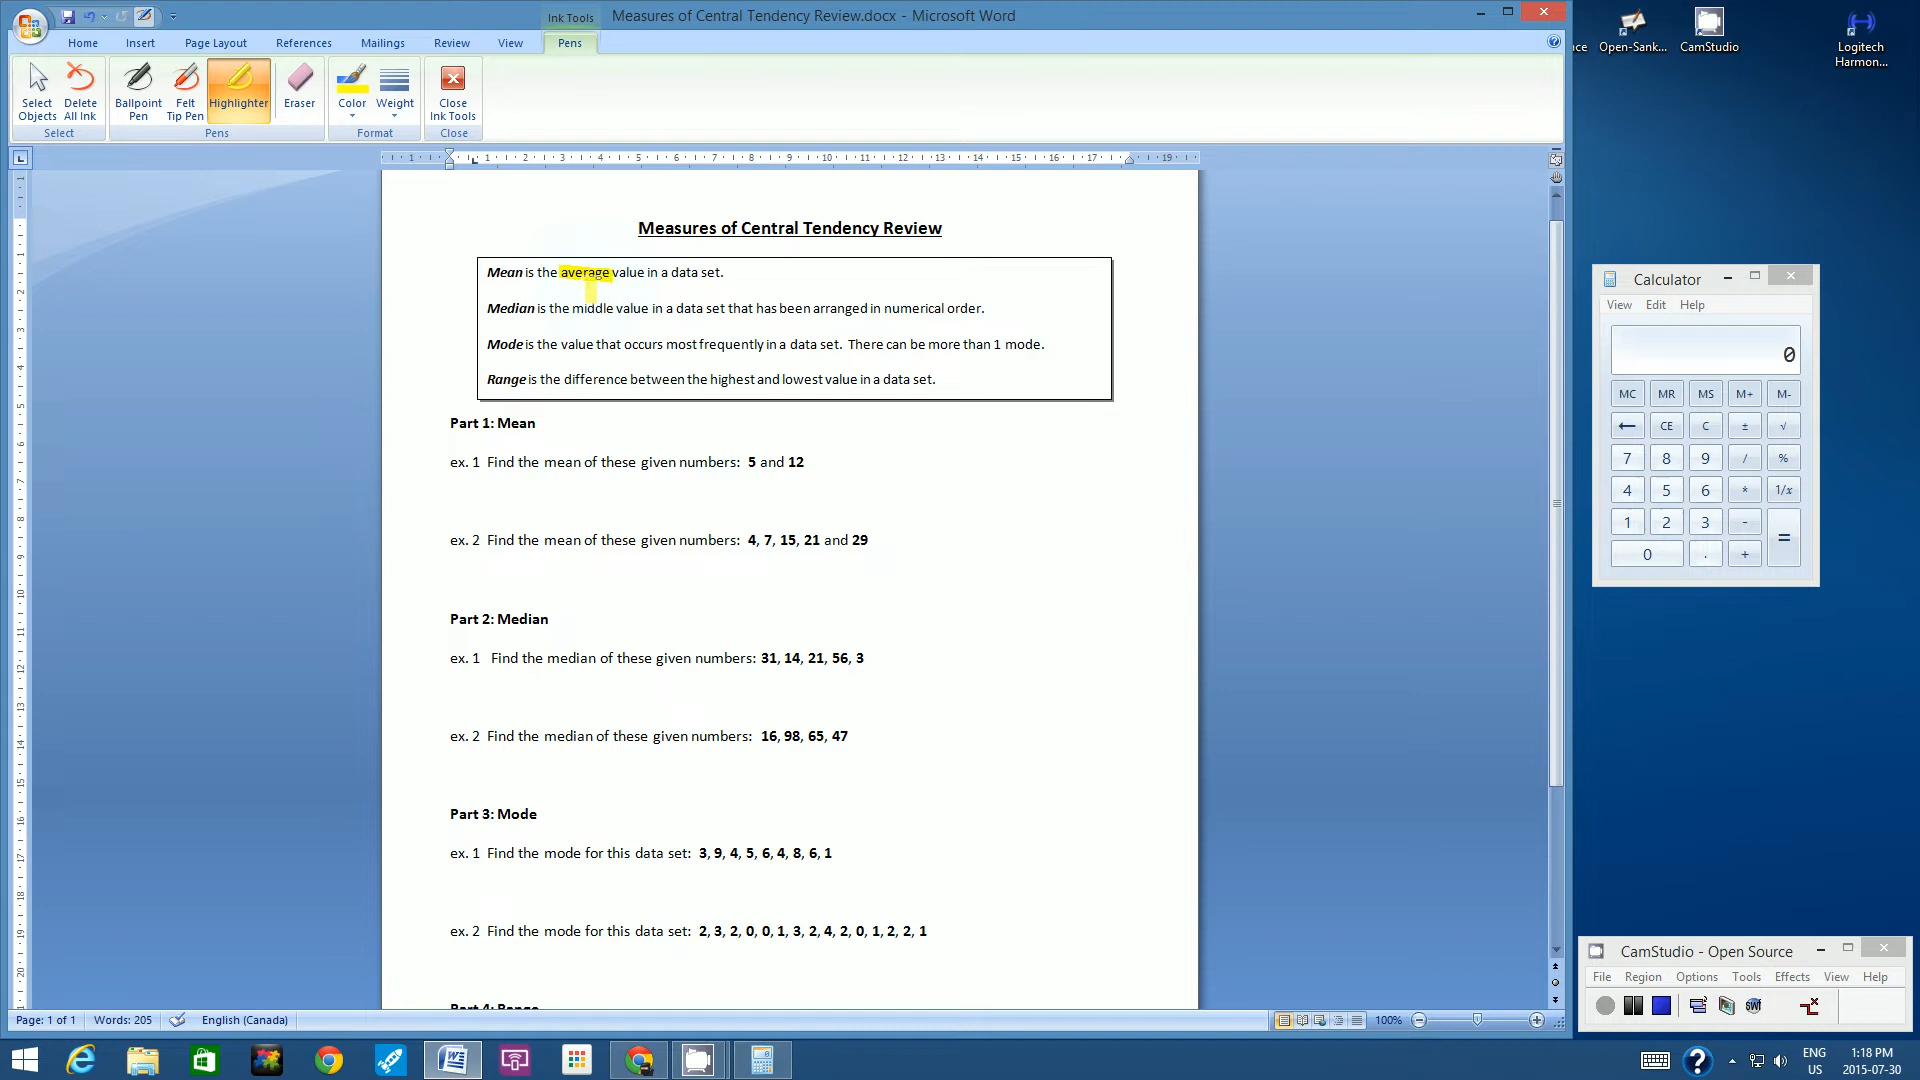 Ink Tools
Measures of Central Tendency Review.docx - Microsoft Word
Home Insert Page Layout References Mailings Review View Pens
Select Objects
Delete All Ink
Ballpoint Pen
Felt Tip Pen
Highlighter
Eraser
Color
Weight
Close Ink Tools
Select Pens Format Close
Open-Sank...
CamStudio
Logitech Harmon...
Measures of Central Tendency Review
Mean is the average value in a data set.
Median is the middle value in a data set that has been arranged in numerical order.
Mode is the value that occurs most frequently in a data set. There can be more than 1 mode.
Range is the difference between the highest and lowest value in a data set.
Part 1: Mean
ex. 1 Find the mean of these given numbers: 5 and 12
ex. 2 Find the mean of these given numbers: 4, 7, 15, 21 and 29
Part 2: Median
ex. 1 Find the median of these given numbers: 31, 14, 21, 56, 3
ex. 2 Find the median of these given numbers: 16, 98, 65, 47
Part 3: Mode
ex. 1 Find the mode for this data set: 3, 9, 4, 5, 6, 4, 8, 6, 1
ex. 2 Find the mode for this data set: 2, 3, 2, 0, 0, 1, 3, 2, 4, 2, 0, 1, 2, 2, 1
Part 4: Range
Calculator
View Edit Help
0
MC MR MS M+ M-
← CE C ± √
7 8 9 / %
4 5 6 * 1/x
1 2 3 - =
0 . +
CamStudio - Open Source
File Region Options Tools Effects View Help
Page: 1 of 1 Words: 205 English (Canada) 100%
ENG US
1:18 PM
2015-07-30